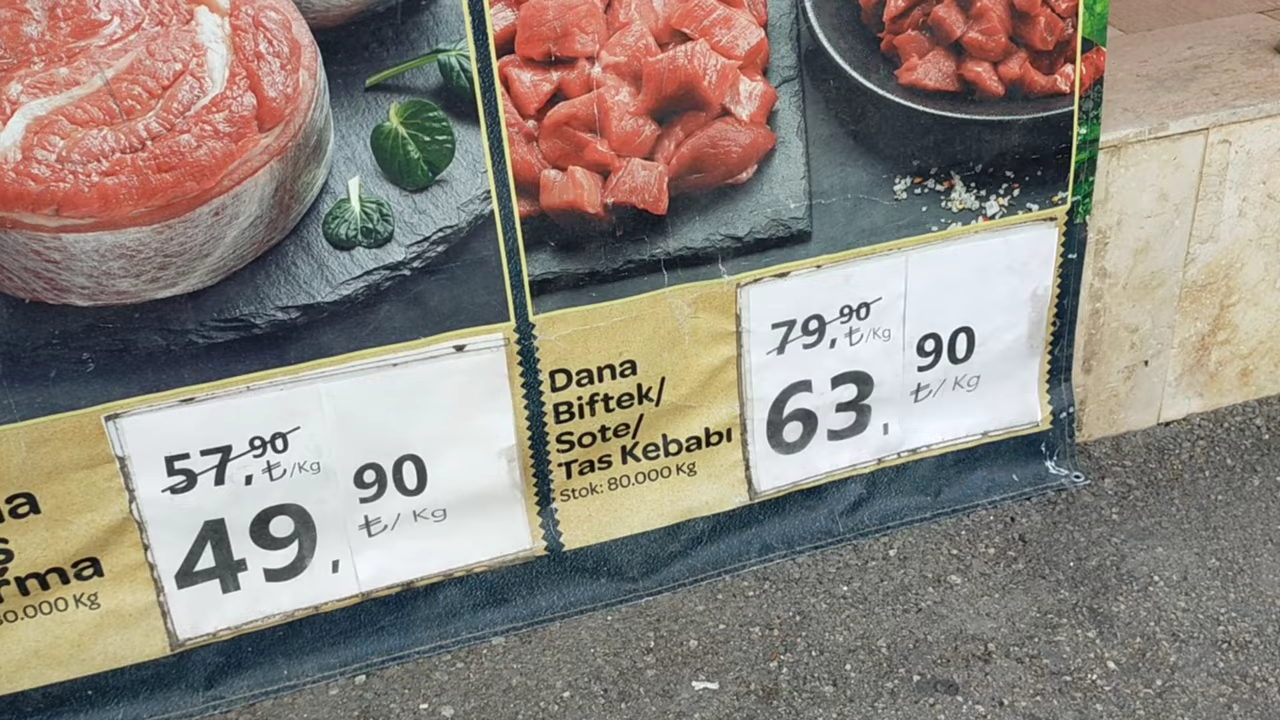 57,90 ₺/Kg
49,90 ₺/ Kg
Dana
Biftek/
Sote/
Tas Kebabı
Stok: 80.000 Kg
79,90 ₺/Kg
63,90 ₺/ Kg